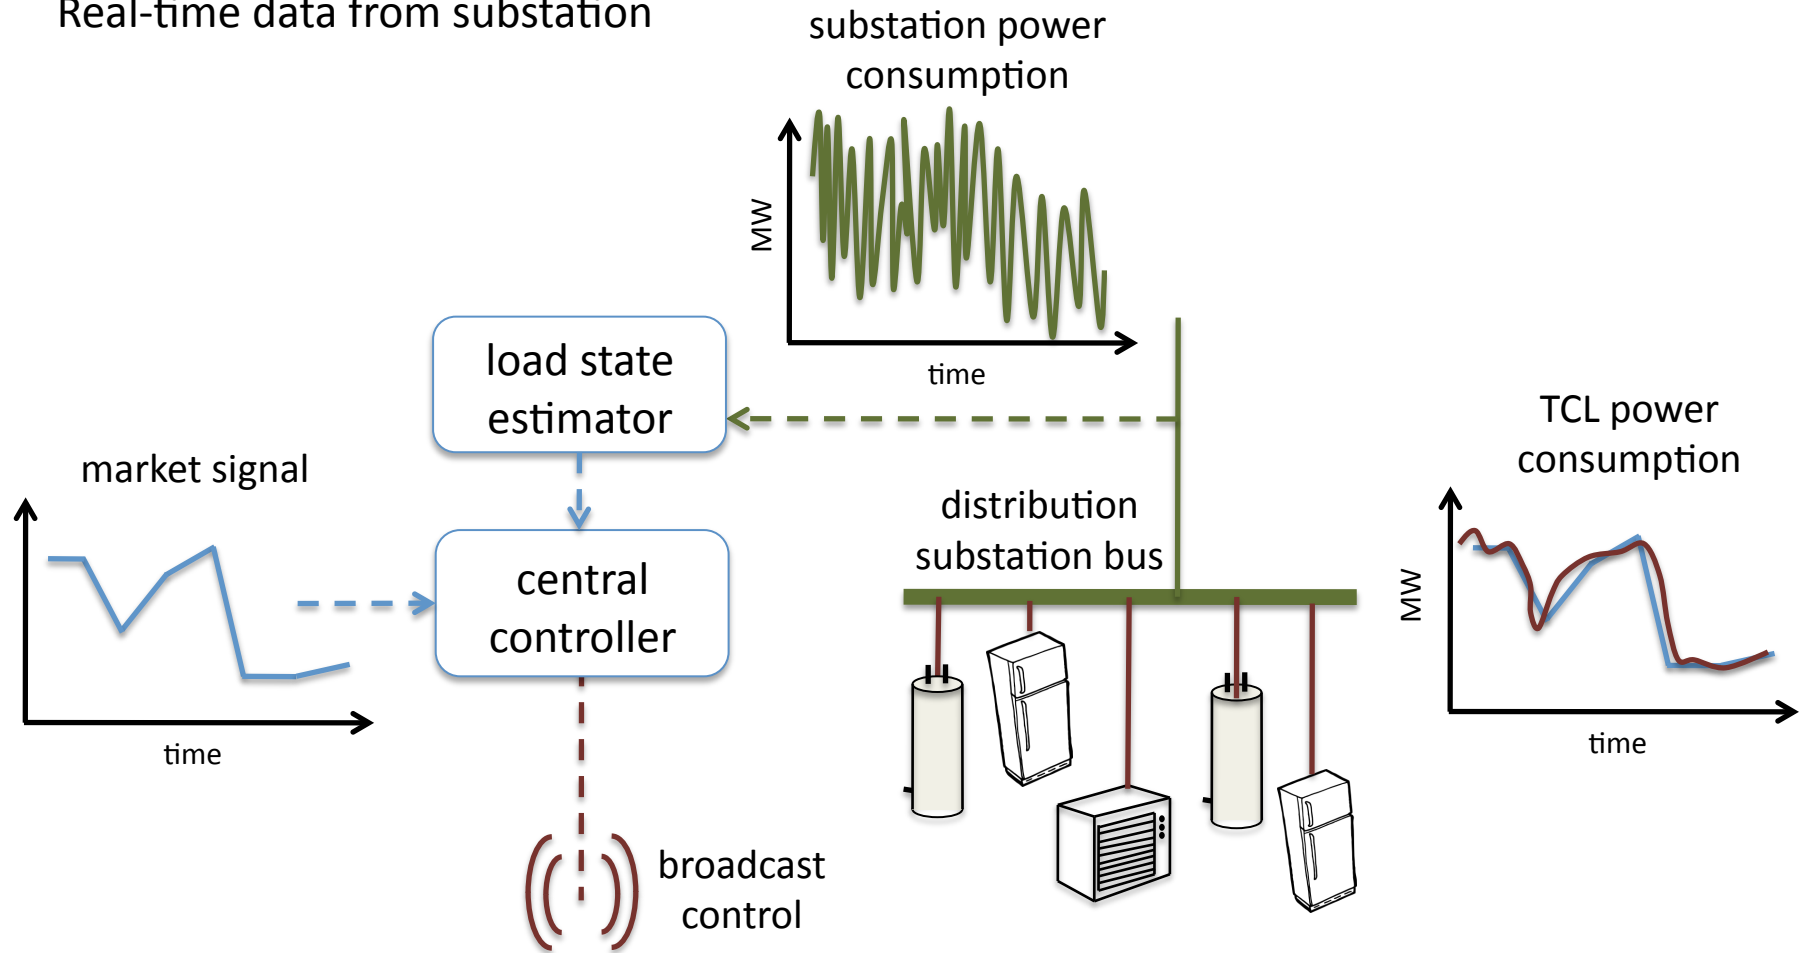 Real-time data from substation
substation power
consumption
MW
time
load state
estimator
market signal
time
central
controller
broadcast
control
distribution
substation bus
TCL power
consumption
MW
time